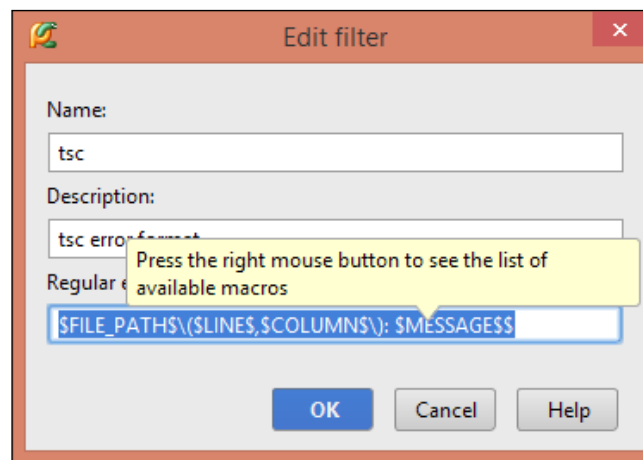 Edit filter
Name:
tsc
Description:
tsc error format
Press the right mouse button to see the list of
available macros
Regular e
$FILE_PATH$\($LINE$,$COLUMN$\): $MESSAGE$$
OK Cancel Help